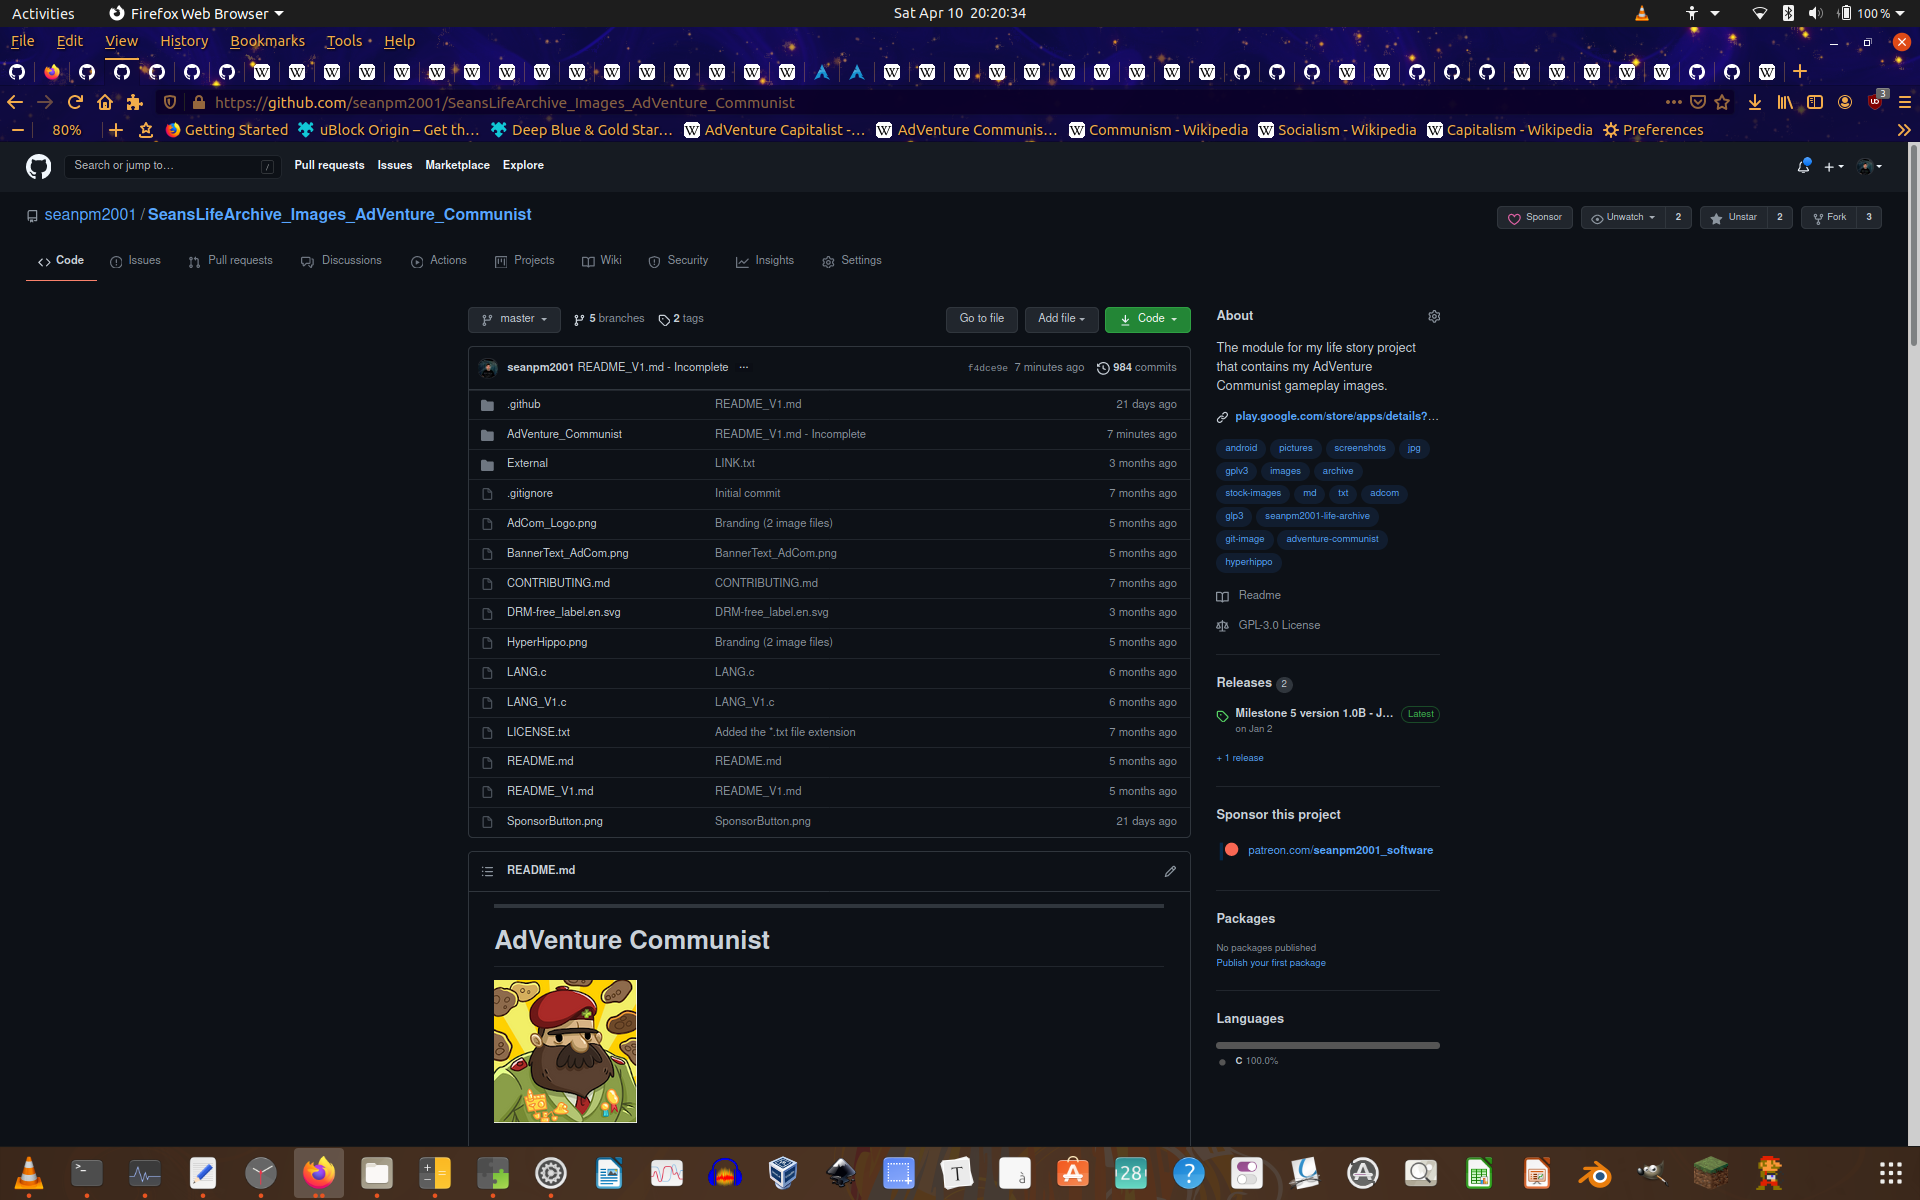 Activities Firefox Web Browser Sat Apr 10 20:20:34 100 %
File Edit View History Bookmarks Tools Help
https://github.com/seanpm2001/SeansLifeArchive_Images_AdVenture_Communist 3
80% Getting Started uBlock Origin – Get th… Deep Blue & Gold Star… AdVenture Capitalist -… AdVenture Communis… Communism - Wikipedia Socialism - Wikipedia Capitalism - Wikipedia Preferences
Search or jump to… / Pull requests Issues Marketplace Explore
seanpm2001 / SeansLifeArchive_Images_AdVenture_Communist Sponsor Unwatch 2 Unstar 2 Fork 3
Code Issues Pull requests Discussions Actions Projects Wiki Security Insights Settings
master 5 branches 2 tags Go to file Add file Code
seanpm2001 README_V1.md - Incomplete ... f4dce9e 7 minutes ago 984 commits
.github README_V1.md 21 days ago
AdVenture_Communist README_V1.md - Incomplete 7 minutes ago
External LINK.txt 3 months ago
.gitignore Initial commit 7 months ago
AdCom_Logo.png Branding (2 image files) 5 months ago
BannerText_AdCom.png BannerText_AdCom.png 5 months ago
CONTRIBUTING.md CONTRIBUTING.md 7 months ago
DRM-free_label.en.svg DRM-free_label.en.svg 3 months ago
HyperHippo.png Branding (2 image files) 5 months ago
LANG.c LANG.c 6 months ago
LANG_V1.c LANG_V1.c 6 months ago
LICENSE.txt Added the *.txt file extension 7 months ago
README.md README.md 5 months ago
README_V1.md README_V1.md 5 months ago
SponsorButton.png SponsorButton.png 21 days ago
README.md
AdVenture Communist
About
The module for my life story project
that contains my AdVenture
Communist gameplay images.
play.google.com/store/apps/details?…
android pictures screenshots jpg
gplv3 images archive
stock-images md txt adcom
glp3 seanpm2001-life-archive
git-image adventure-communist
hyperhippo
Readme
GPL-3.0 License
Releases 2
Milestone 5 version 1.0B - J… Latest
on Jan 2
+ 1 release
Sponsor this project
patreon.com/seanpm2001_software
Packages
No packages published
Publish your first package
Languages
C 100.0%